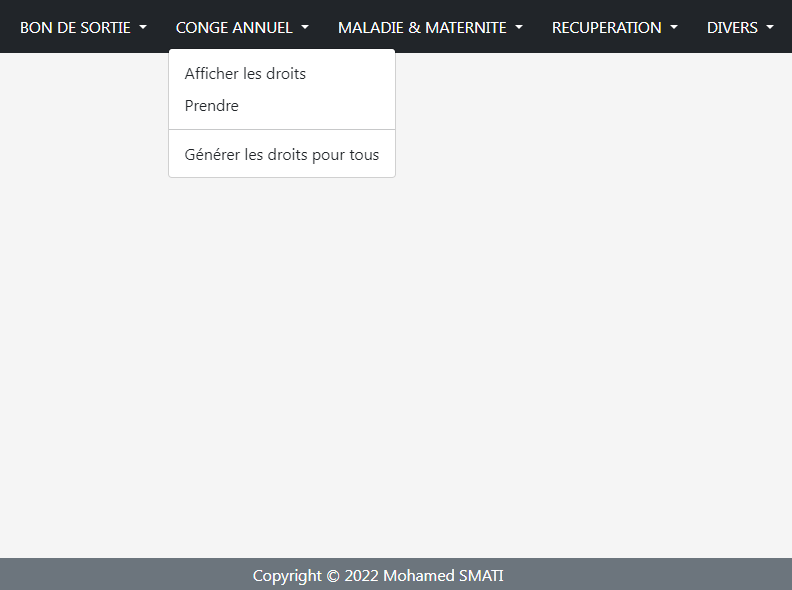 BON DE SORTIE CONGE ANNUEL MALADIE & MATERNITE RECUPERATION DIVERS
Afficher les droits
Prendre
Générer les droits pour tous
Copyright © 2022 Mohamed SMATI